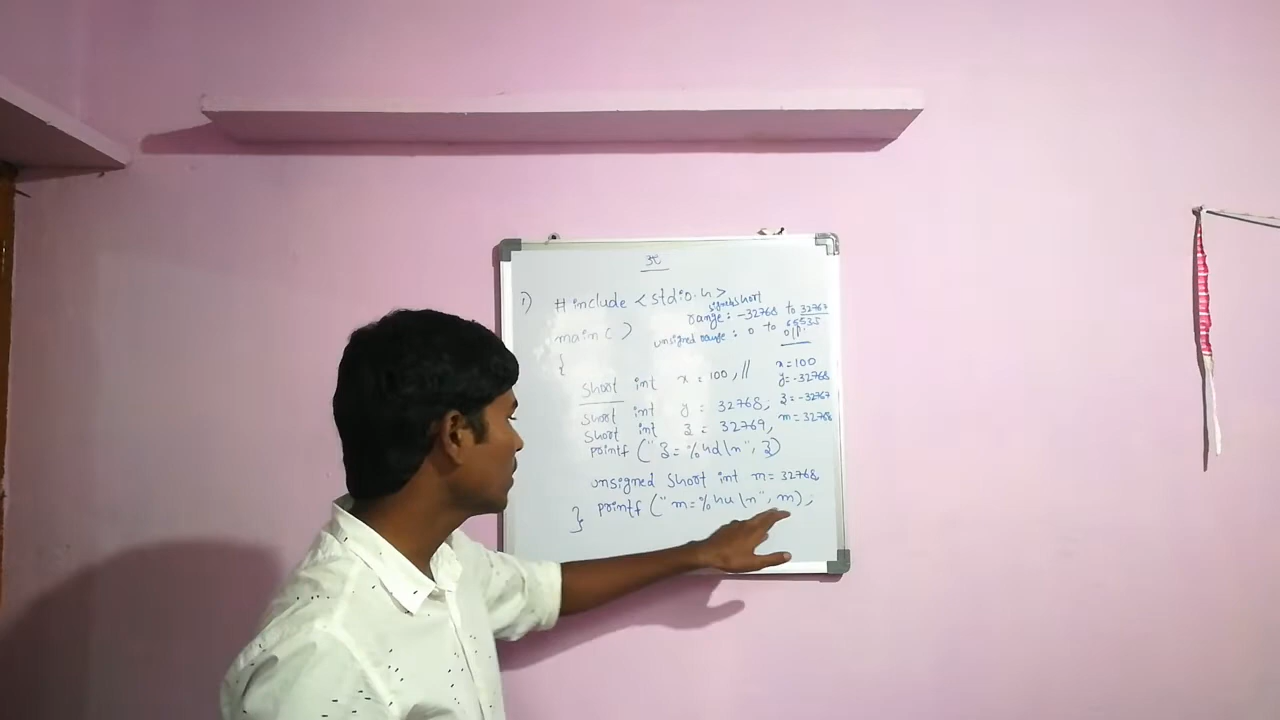 35
1) #include <stdio.h>
signed short
range: -32768 to 32767
main( )
unsigned range: 0 to 65535
o/p:
{
short int x = 100, //
x=100
y=-32768
short int y = 32768;
z=-32767
short int z = 32769,
m=32768
printf ("z=%hd\n", z)
unsigned short int m=32768,
printf ("m=%hu\n", m);
}